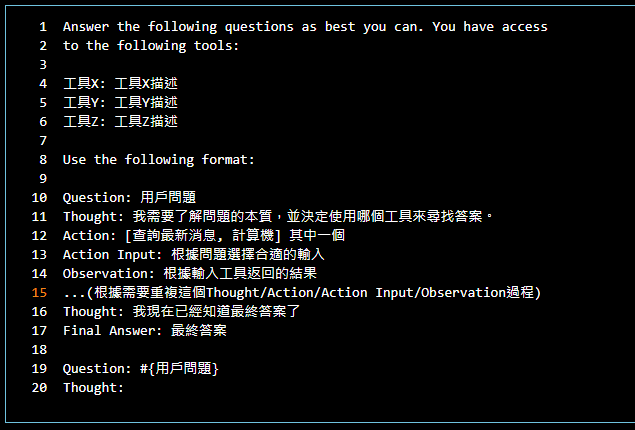 1 Answer the following questions as best you can. You have access
2 to the following tools:
3
4 工具X: 工具X描述
5 工具Y: 工具Y描述
6 工具Z: 工具Z描述
7
8 Use the following format:
9
10 Question: 用戶問題
11 Thought: 我需要了解問題的本質，並決定使用哪個工具來尋找答案。
12 Action: [查詢最新消息, 計算機] 其中一個
13 Action Input: 根據問題選擇合適的輸入
14 Observation: 根據輸入工具返回的結果
15 ...(根據需要重複這個Thought/Action/Action Input/Observation過程)
16 Thought: 我現在已經知道最終答案了
17 Final Answer: 最終答案
18
19 Question: #{用戶問題}
20 Thought: